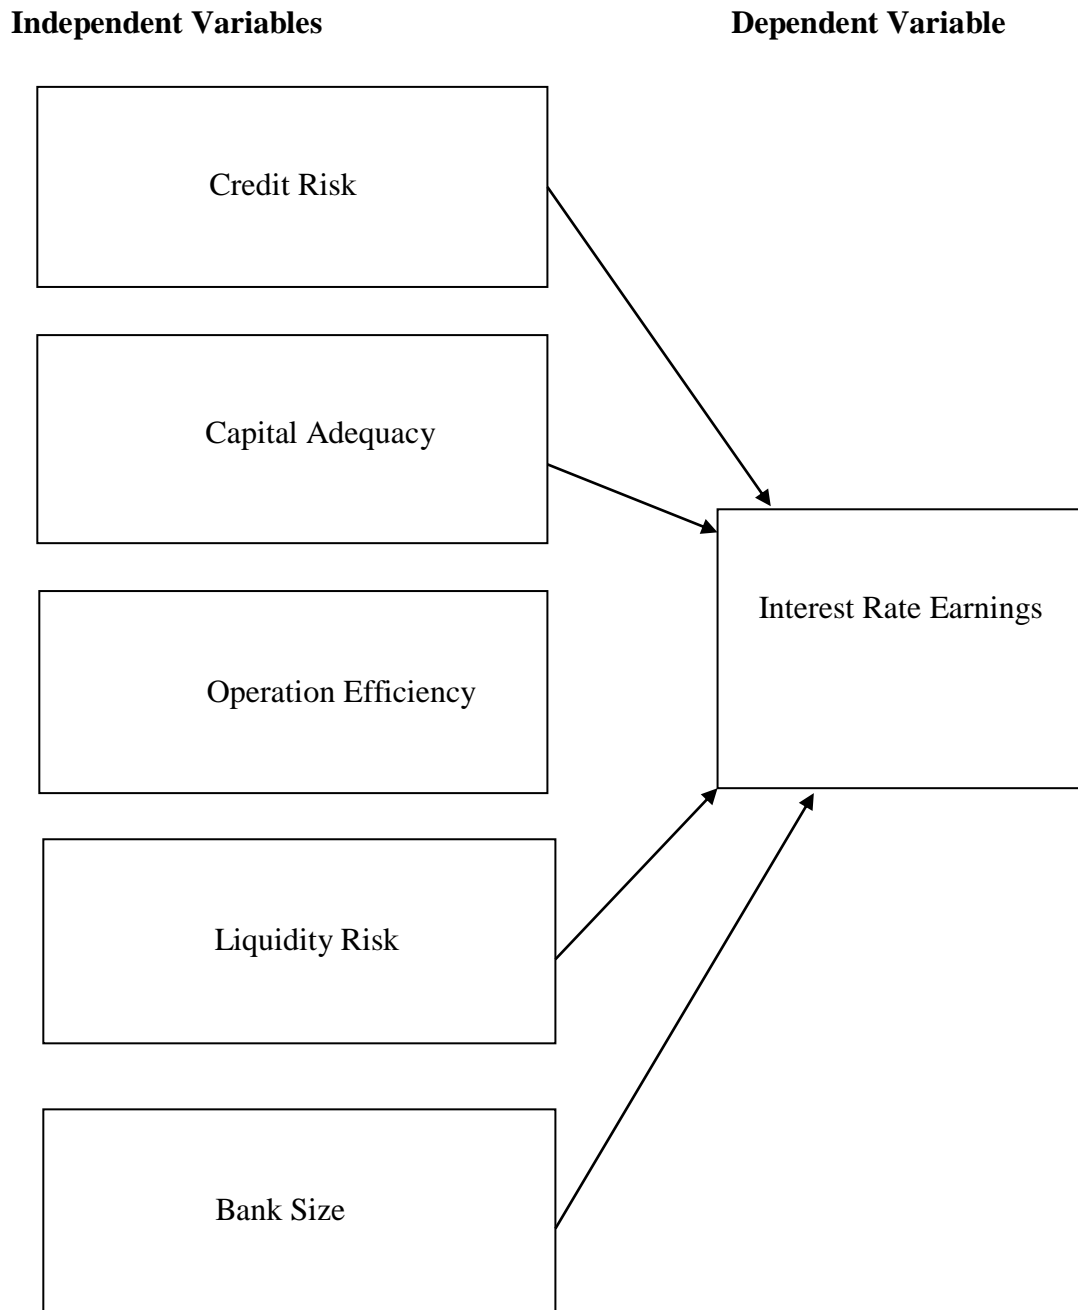 Independent Variables
Dependent Variable
Credit Risk
Capital Adequacy
Interest Rate Earnings
Operation Efficiency
Liquidity Risk
Bank Size